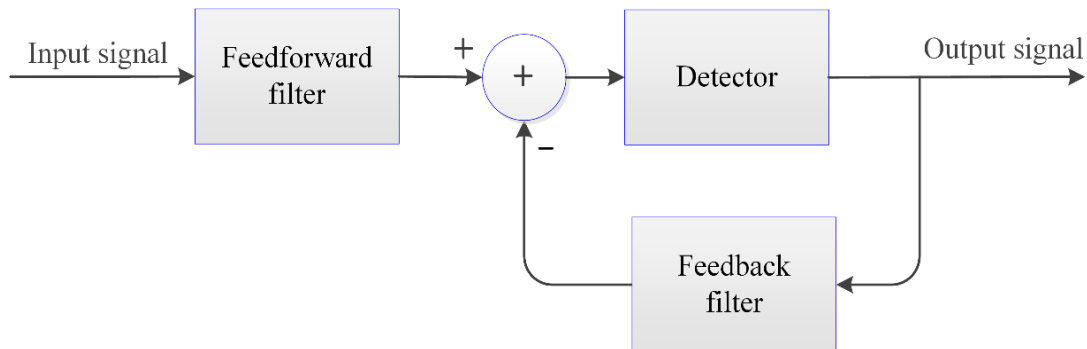 Input signal
Feedforward
filter
+
+
−
Detector
Output signal
Feedback
filter